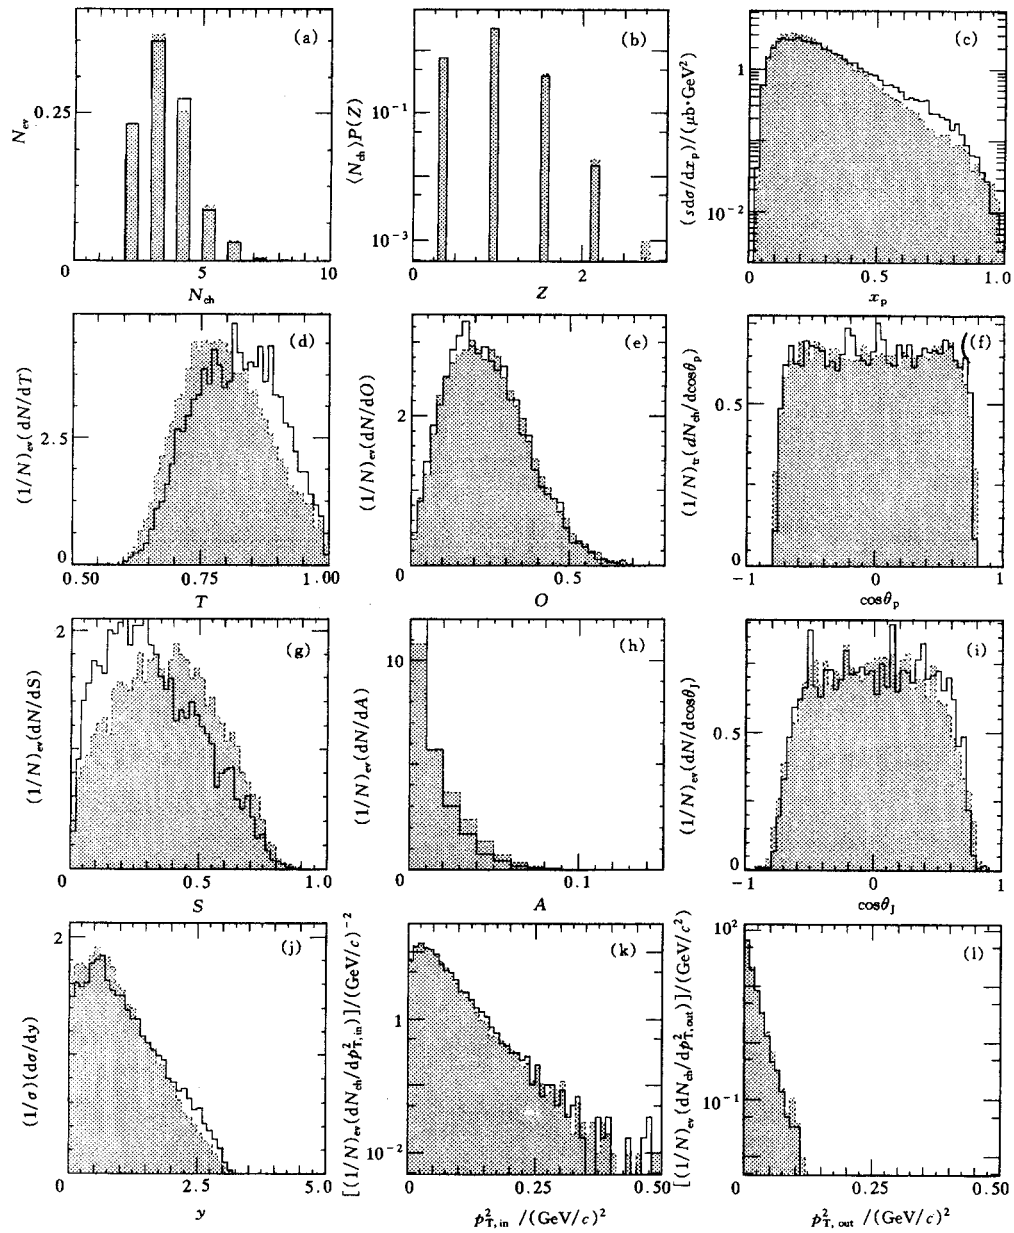 (a)
N_ev
0.25
0
5
10
N_ch
(b)
⟨N_ch⟩P(Z)
10⁻¹
10⁻³
0
2
Z
(c)
(sdσ/dx_p)/(μb·GeV²)
1
10⁻²
0
0.5
1.0
x_p
(d)
(1/N)_ev(dN/dT)
2.5
0
0.50
0.75
1.00
T
(e)
(1/N)_ev(dN/dO)
2
0
0.5
O
(f)
(1/N)_tr(dN_ch/dcosθ_p)
0.5
0
−1
0
1
cosθ_p
(g)
(1/N)_ev(dN/dS)
2
0
0.5
1.0
S
(h)
(1/N)_ev(dN/dA)
10
0
0.1
A
(i)
(1/N)_ev(dN/dcosθ_J)
0.5
0
−1
0
1
cosθ_J
(j)
(1/σ)(dσ/dy)
2
0
2.5
5.0
y
(k)
[(1/N)_ev(dN_ch/dp²_T,in)]/(GeV/c)⁻²
1
10⁻²
0
0.25
0.50
p²_T,in /(GeV/c)²
(l)
[(1/N)_ev(dN_ch/dp²_T,out)]/(GeV/c²)
10²
10⁻¹
0
0.25
0.50
p²_T,out /(GeV/c)²